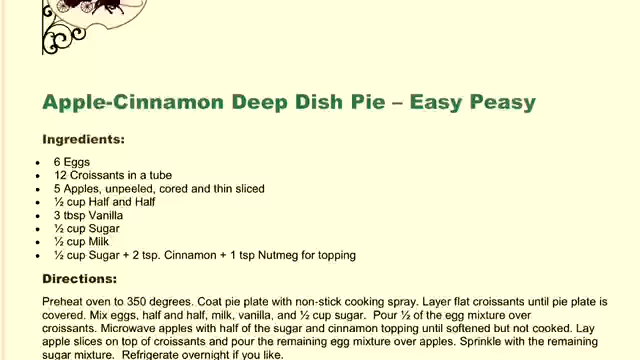 Apple-Cinnamon Deep Dish Pie – Easy Peasy
Ingredients:
• 6 Eggs
• 12 Croissants in a tube
• 5 Apples, unpeeled, cored and thin sliced
• ½ cup Half and Half
• 3 tbsp Vanilla
• ½ cup Sugar
• ½ cup Milk
• ½ cup Sugar + 2 tsp. Cinnamon + 1 tsp Nutmeg for topping
Directions:
Preheat oven to 350 degrees. Coat pie plate with non-stick cooking spray. Layer flat croissants until pie plate is
covered. Mix eggs, half and half, milk, vanilla, and ½ cup sugar.  Pour ½ of the egg mixture over
croissants. Microwave apples with half of the sugar and cinnamon topping until softened but not cooked. Lay
apple slices on top of croissants and pour the remaining egg mixture over apples. Sprinkle with the remaining
sugar mixture.  Refrigerate overnight if you like.